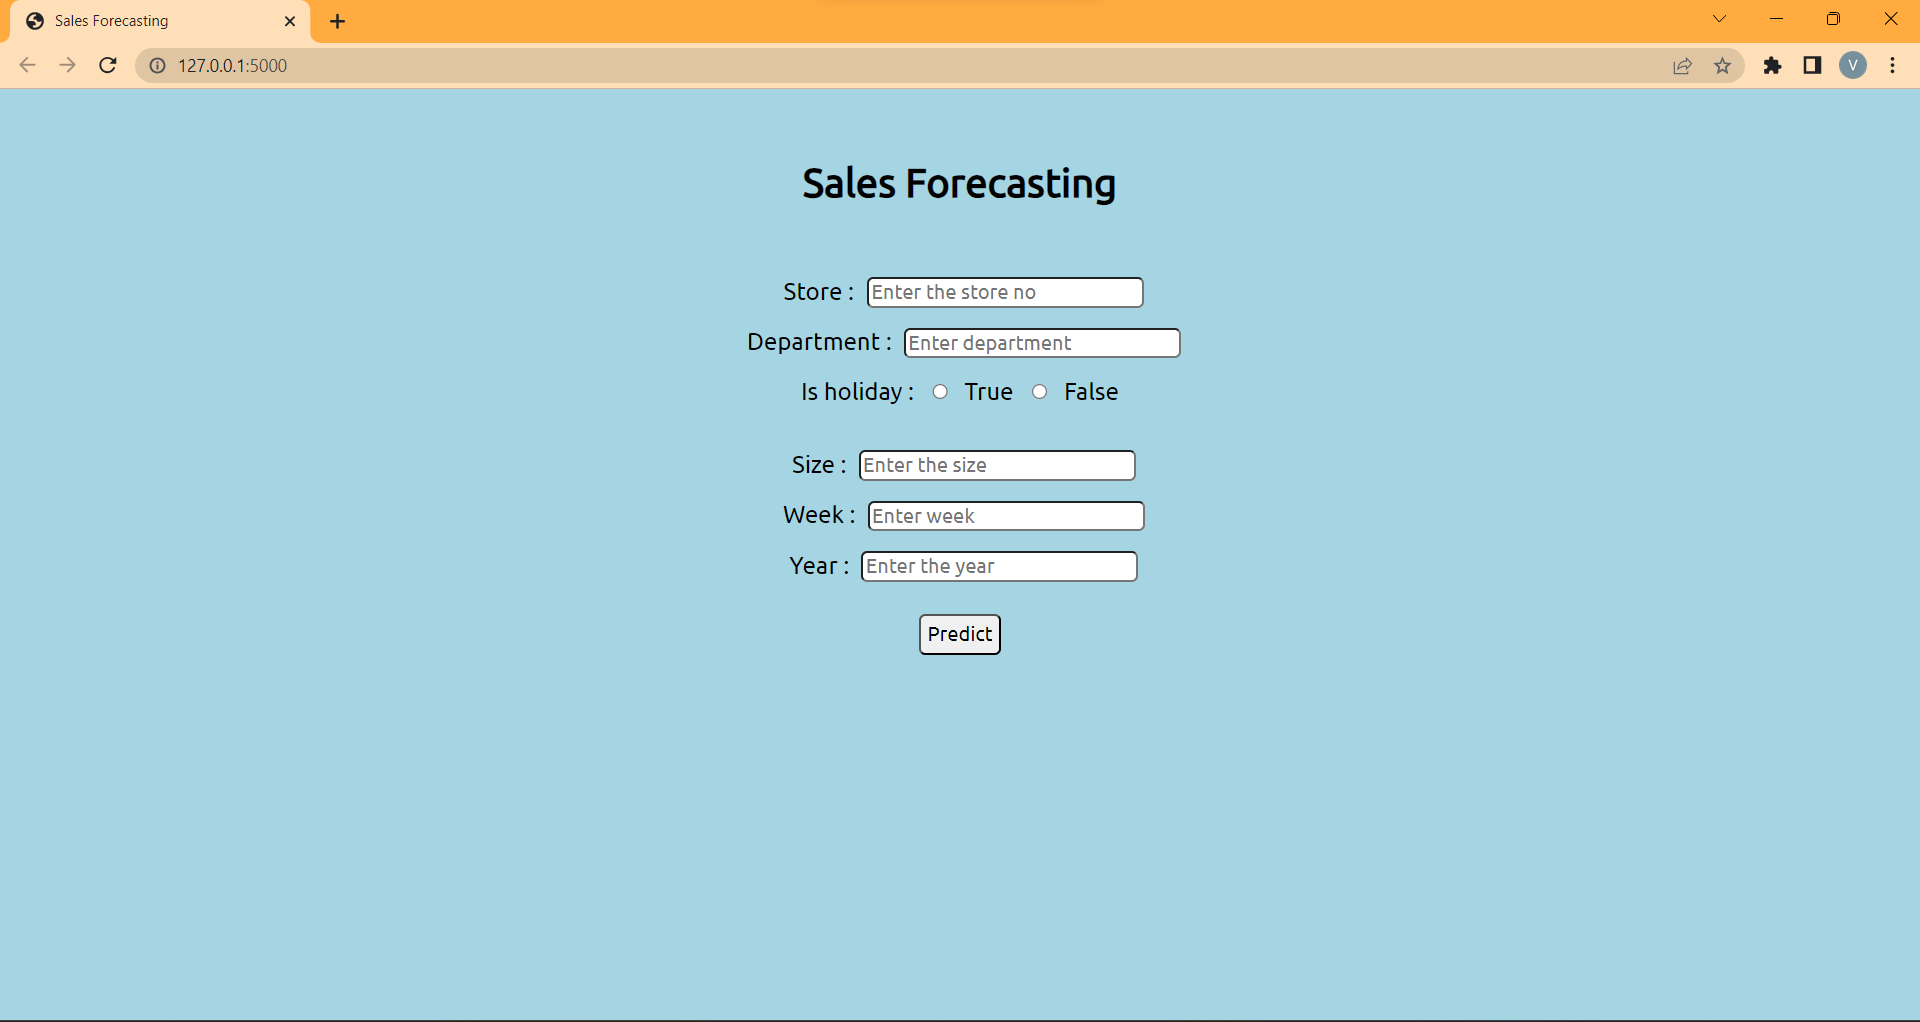 Sales Forecasting
127.0.0.1:5000
V
Sales Forecasting
Store : Enter the store no
Department : Enter department
Is holiday : True False
Size : Enter the size
Week : Enter week
Year : Enter the year
Predict